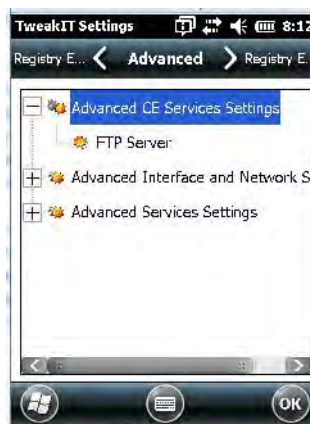 TweakIT Settings 8:12
Registry E... Advanced Registry E.
Advanced CE Services Settings
FTP Server
Advanced Interface and Network S
Advanced Services Settings
OK